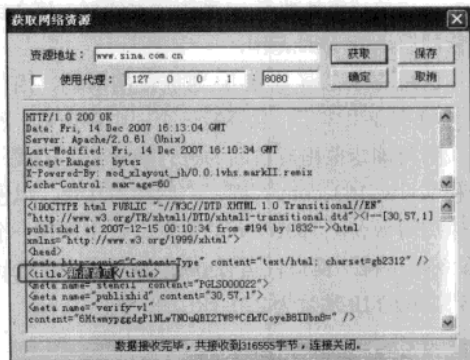 获取网络资源
资源地址： www.sina.com.cn 获取 保存
使用代理： 127 . 0 . 0 . 1 : 8080 确定 取消
HTTP/1.0 200 OK
Date: Fri, 14 Dec 2007 16:13:04 GMT
Server: Apache/2.0.61 (Unix)
Last-Modified: Fri, 14 Dec 2007 16:10:34 GMT
Accept-Ranges: bytes
X-Powered-By: mod_xlayout_jh/0.0.1vhs.markII.remix
Cache-Control: max-age=60
<!DOCTYPE html PUBLIC "-//W3C//DTD XHTML 1.0 Transitional//EN"
"http://www.w3.org/TR/xhtml1/DTD/xhtml1-transitional.dtd"><!--[30,57,1]
published at 2007-12-15 00:10:34 from #194 by 1832--><html
xmlns="http://www.w3.org/1999/xhtml">
<head>
<meta http-equiv="Content-Type" content="text/html; charset=gb2312" />
<title></title>
<meta name="stencil" content="PGLS000022">
<meta name="publishid" content="30,57,1">
<meta name="verify-v1"
数据接收完毕，共接收到316555字节，连接关闭。